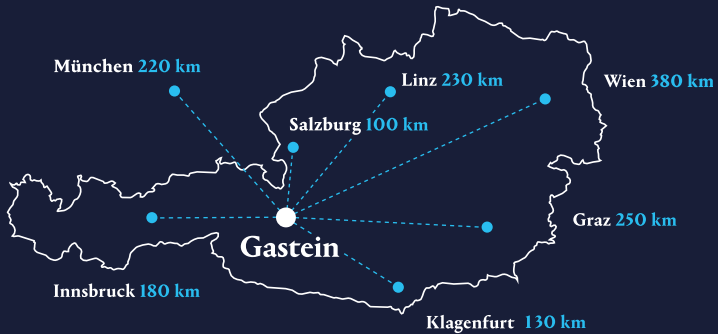 München 220 km
Linz 230 km
Wien 380 km
Salzburg 100 km
Graz 250 km
Gastein
Innsbruck 180 km
Klagenfurt 130 km